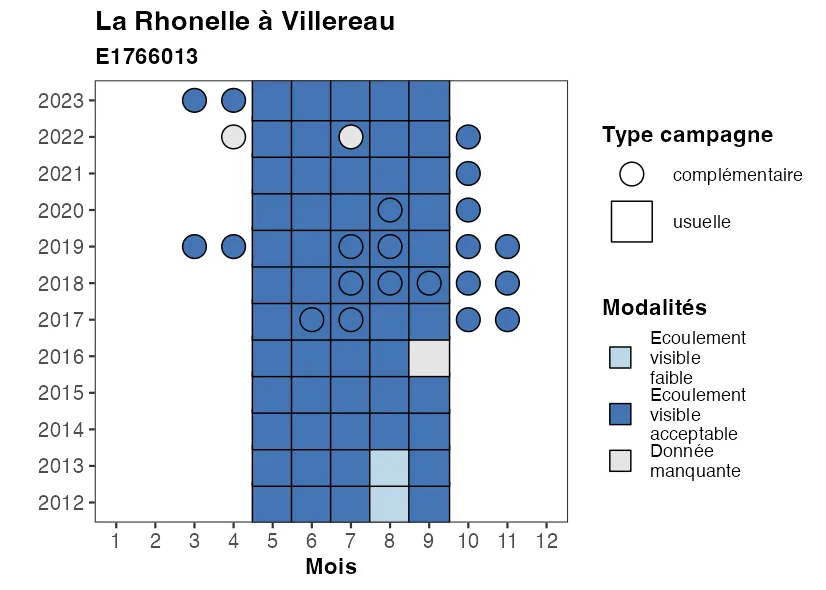 La Rhonelle à Villereau
E1766013
2023
2022
2021
2020
2019
2018
2017
2016
2015
2014
2013
2012
1 2 3 4 5 6 7 8 9 10 11 12
Mois
Type campagne
complémentaire
usuelle
Modalités
Ecoulement
visible
faible
Ecoulement
visible
acceptable
Donnée
manquante